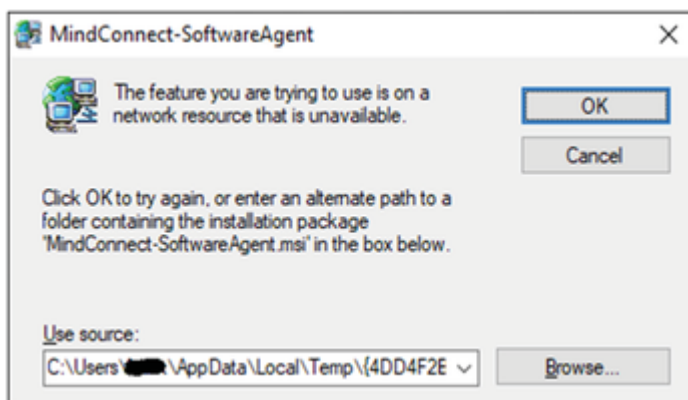 MindConnect-SoftwareAgent
The feature you are trying to use is on a
network resource that is unavailable.
OK
Cancel
Click OK to try again, or enter an alternate path to a
folder containing the installation package
'MindConnect-SoftwareAgent.msi' in the box below.
Use source:
C:\Users\ \AppData\Local\Temp\{4DD4F2E
Browse...